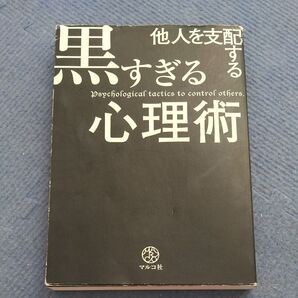 他人を支配する
黒すぎる
Psychological tactics to control others.
心理術
マルコ社